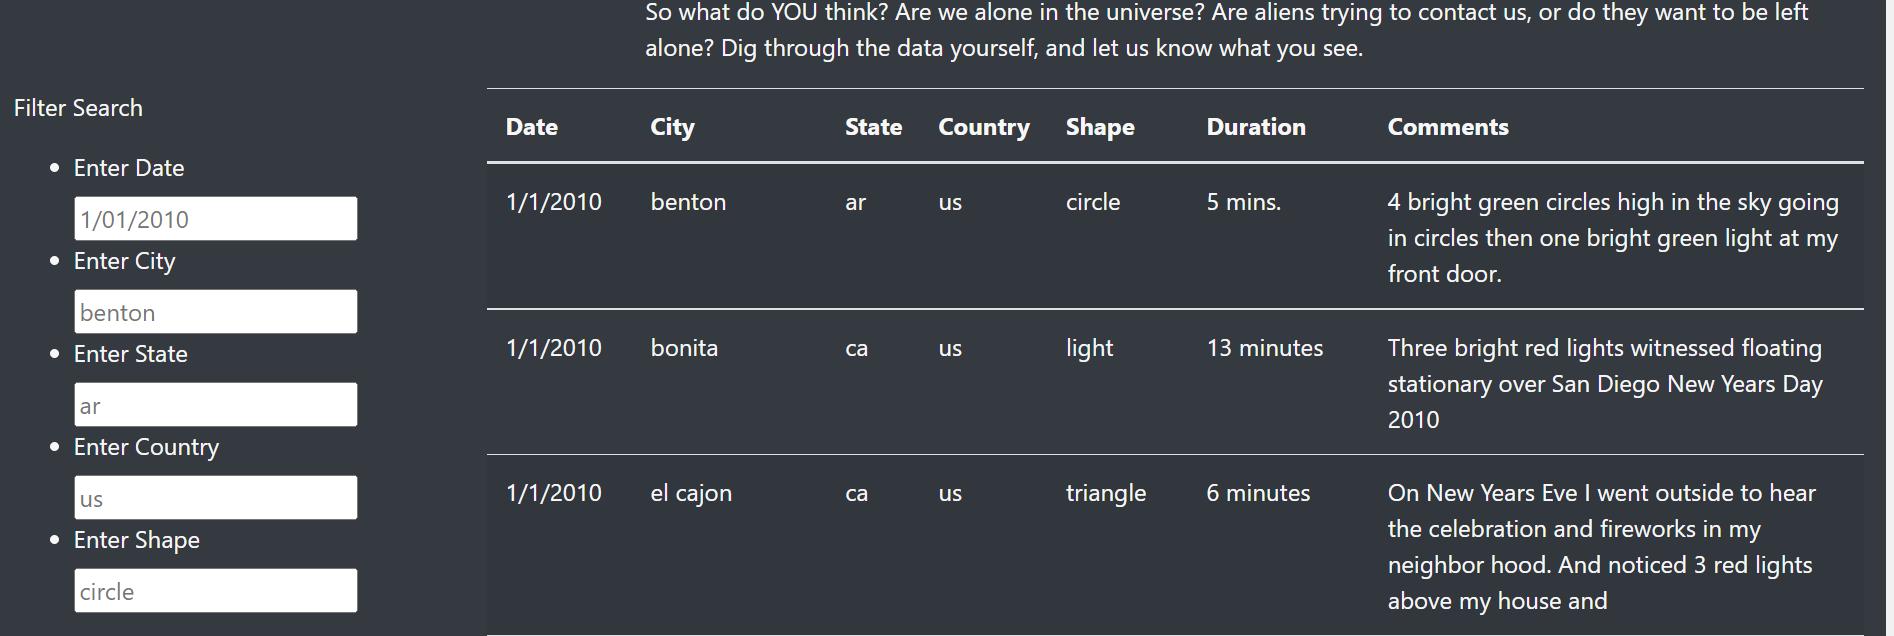 So what do YOU think? Are we alone in the universe? Are aliens trying to contact us, or do they want to be left
alone? Dig through the data yourself, and let us know what you see.
Filter Search
Enter Date
1/01/2010
Enter City
benton
Enter State
ar
Enter Country
us
Enter Shape
circle
Date City State Country Shape Duration Comments
1/1/2010 benton ar us circle 5 mins. 4 bright green circles high in the sky going
in circles then one bright green light at my
front door.
1/1/2010 bonita ca us light 13 minutes Three bright red lights witnessed floating
stationary over San Diego New Years Day
2010
1/1/2010 el cajon ca us triangle 6 minutes On New Years Eve I went outside to hear
the celebration and fireworks in my
neighbor hood. And noticed 3 red lights
above my house and